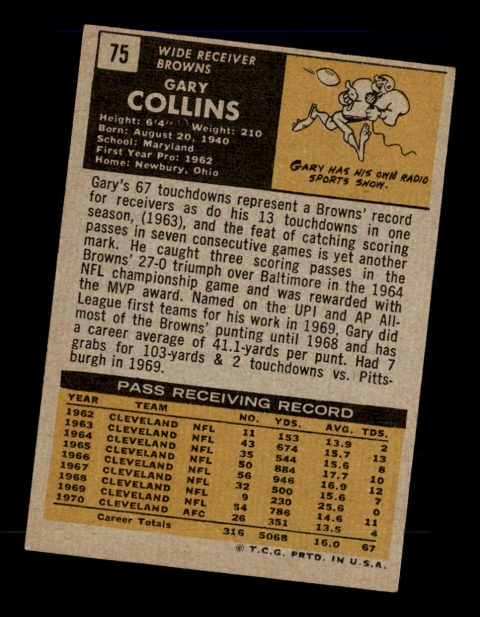 75
WIDE RECEIVER
BROWNS
GARY
COLLINS
Height: 6'4" Weight: 210
Born: August 20, 1940
School: Maryland
First Year Pro: 1962
Home: Newbury, Ohio
GARY HAS HIS OWN RADIO
SPORTS SHOW.
Gary's 67 touchdowns represent a Browns' record
for receivers as do his 13 touchdowns in one
season, (1963), and the feat of catching scoring
passes in seven consecutive games is yet another
mark. He caught three scoring passes in the
Browns' 27-0 triumph over Baltimore in the 1964
NFL championship game and was rewarded with
the MVP award. Named on the UPI and AP All-
League first teams for his work in 1969, Gary did
most of the Browns' punting until 1968 and has
a career average of 41.1-yards per punt. Had 7
grabs for 103-yards & 2 touchdowns vs. Pitts-
burgh in 1969.
PASS RECEIVING RECORD
YEAR TEAM NO. YDS. AVG. TDS.
1962 CLEVELAND NFL 11 153 13.9 2
1963 CLEVELAND NFL 43 674 15.7 13
1964 CLEVELAND NFL 35 544 15.6 8
1965 CLEVELAND NFL 50 884 17.7 10
1966 CLEVELAND NFL 56 946 16.9 12
1967 CLEVELAND NFL 32 500 15.6 7
1968 CLEVELAND NFL 9 230 25.6 0
1969 CLEVELAND NFL 54 786 14.6 11
1970 CLEVELAND AFC 26 351 13.5 4
Career Totals 316 5068 16.0 67
© T.C.G. PRTD. IN U.S.A.